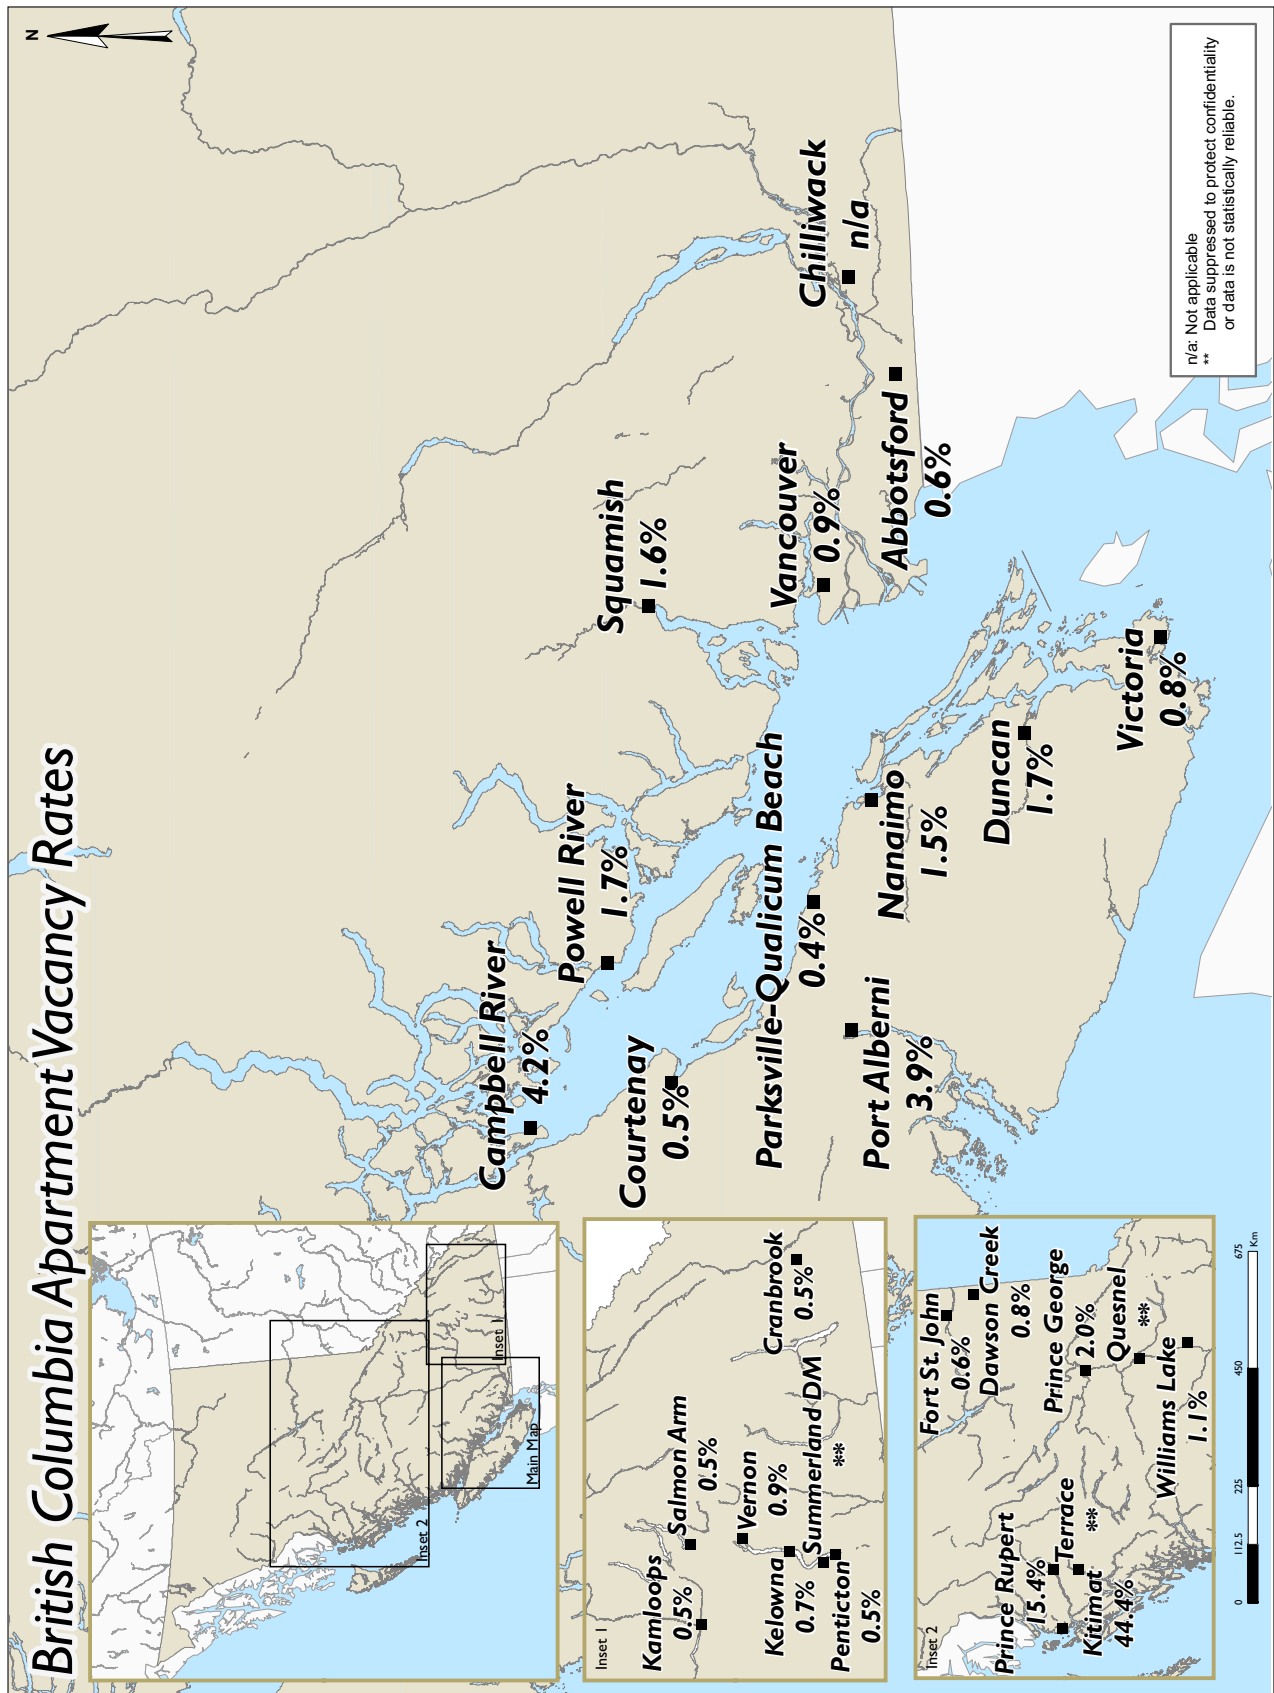 British Columbia Apartment Vacancy Rates
N
Inset 2
Inset 1
Main Map
Campbell River
4.2%
Powell River
1.7%
Squamish
1.6%
Courtenay
0.5%
Parksville-Qualicum Beach
0.4%
Vancouver
0.9%
Chilliwack
n/a
Port Alberni
3.9%
Nanaimo
1.5%
Abbotsford
0.6%
Duncan
1.7%
Victoria
0.8%
Inset 1
Kamloops
0.5%
Salmon Arm
0.5%
Vernon
0.9%
Kelowna
0.7%
Summerland DM
**
Penticton
0.5%
Cranbrook
0.5%
Inset 2
Fort St. John
0.6%
Dawson Creek
0.8%
Prince Rupert
15.4%
Terrace
**
Kitimat
44.4%
Prince George
2.0%
Quesnel
**
Williams Lake
1.1%
0 112.5 225 450 675
Km
n/a: Not applicable
** Data suppressed to protect confidentiality
or data is not statistically reliable.